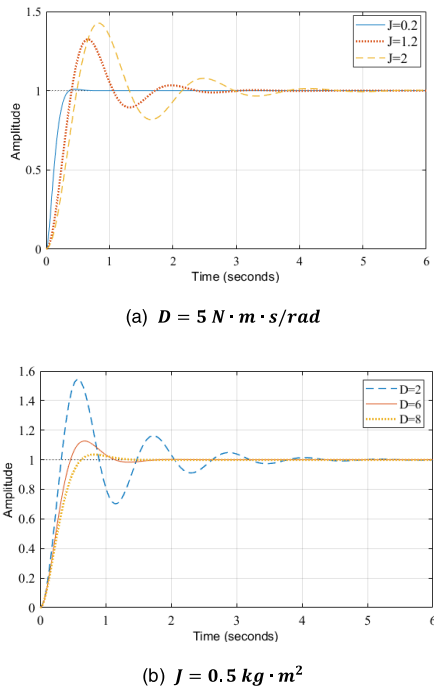 1.5
J=0.2
J=1.2
J=2
1
Amplitude
0.5
0
0 1 2 3 4 5 6
Time (seconds)
(a) D = 5 N · m · s/rad
1.6
D=2
1.4
D=6
D=8
1.2
1
Amplitude
0.8
0.6
0.4
0.2
0
0 1 2 3 4 5 6
Time (seconds)
(b) J = 0.5 kg · m²